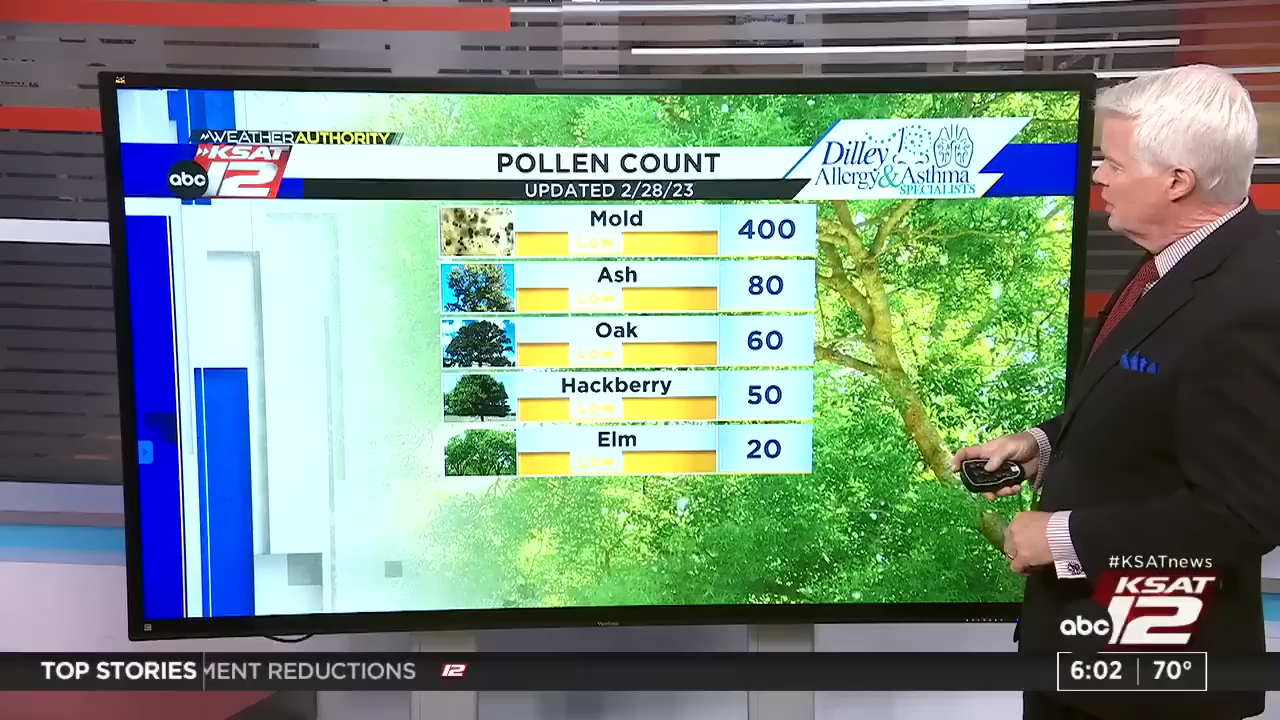 WEATHER AUTHORITY
KSAT
abc 12
POLLEN COUNT
UPDATED 2/28/23
Dilley
Allergy & Asthma
SPECIALISTS
Mold
Low
400
Ash
Low
80
Oak
Low
60
Hackberry
Low
50
Elm
Low
20
#KSATnews
KSAT
abc 12
TOP STORIES MENT REDUCTIONS 12
6:02 70°